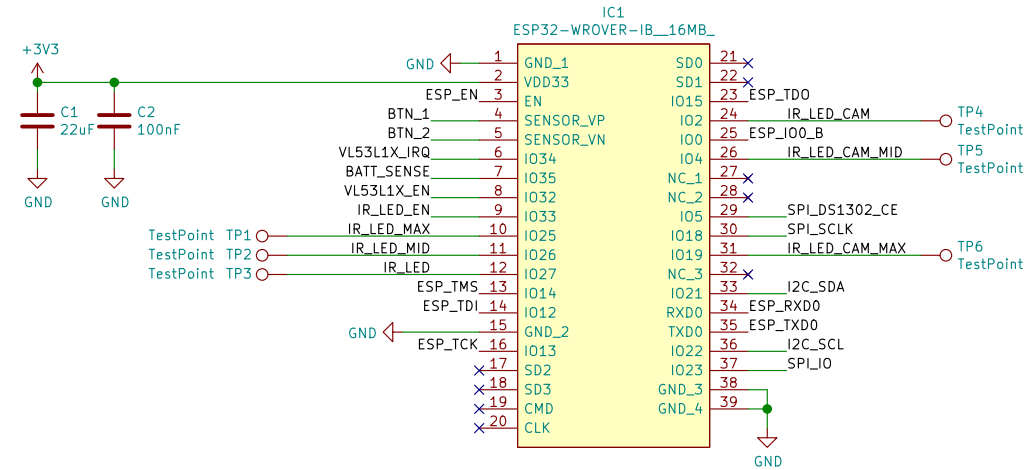 IC1
ESP32-WROVER-IB__16MB_
+3V3
C1
22uF
C2
100nF
GND
GND
GND 1 GND_1
2 VDD33
ESP_EN 3 EN
BTN_1 4 SENSOR_VP
BTN_2 5 SENSOR_VN
VL53L1X_IRQ 6 IO34
BATT_SENSE 7 IO35
VL53L1X_EN 8 IO32
IR_LED_EN 9 IO33
TestPoint TP1 IR_LED_MAX 10 IO25
TestPoint TP2 IR_LED_MID 11 IO26
TestPoint TP3 IR_LED 12 IO27
ESP_TMS 13 IO14
ESP_TDI 14 IO12
GND 15 GND_2
ESP_TCK 16 IO13
17 SD2
18 SD3
19 CMD
20 CLK
SD0 21
SD1 22
IO15 23 ESP_TDO
IO2 24 IR_LED_CAM TP4
TestPoint
IO0 25 ESP_IO0_B
IO4 26 IR_LED_CAM_MID TP5
TestPoint
NC_1 27
NC_2 28
IO5 29 SPI_DS1302_CE
IO18 30 SPI_SCLK
IO19 31 IR_LED_CAM_MAX TP6
TestPoint
NC_3 32
IO21 33 I2C_SDA
RXD0 34 ESP_RXD0
TXD0 35 ESP_TXD0
IO22 36 I2C_SCL
IO23 37 SPI_IO
GND_3 38
GND_4 39
GND